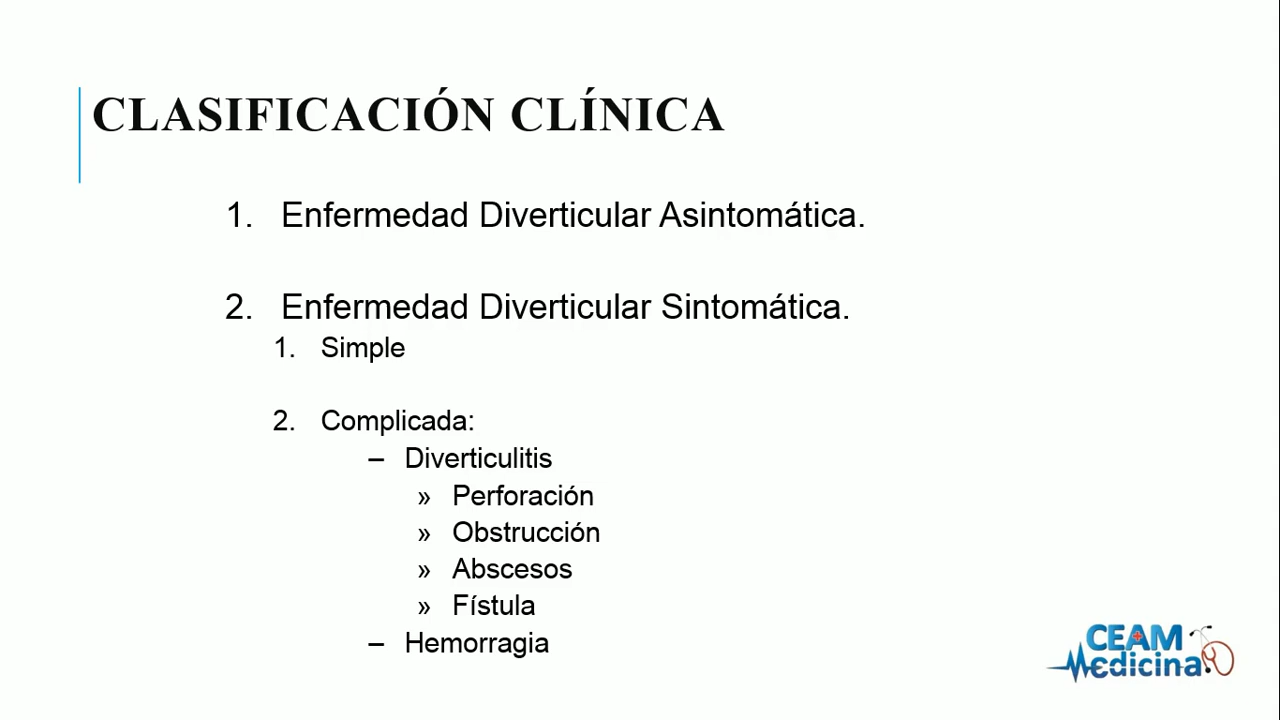 CLASIFICACIÓN CLÍNICA
1. Enfermedad Diverticular Asintomática.
2. Enfermedad Diverticular Sintomática.
1. Simple
2. Complicada:
– Diverticulitis
» Perforación
» Obstrucción
» Abscesos
» Fístula
– Hemorragia
CEAM
Medicina